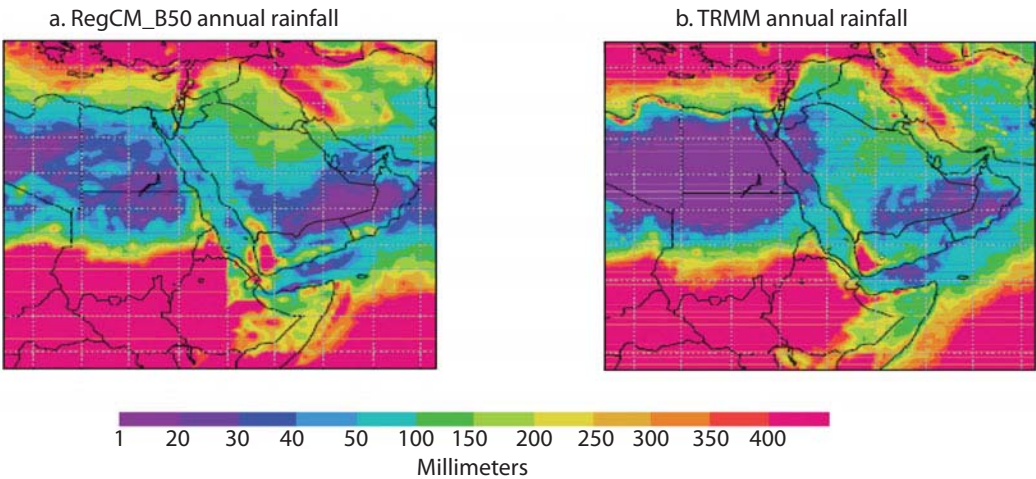 a. RegCM_B50 annual rainfall
b. TRMM annual rainfall
1 20 30 40 50 100 150 200 250 300 350 400
Millimeters